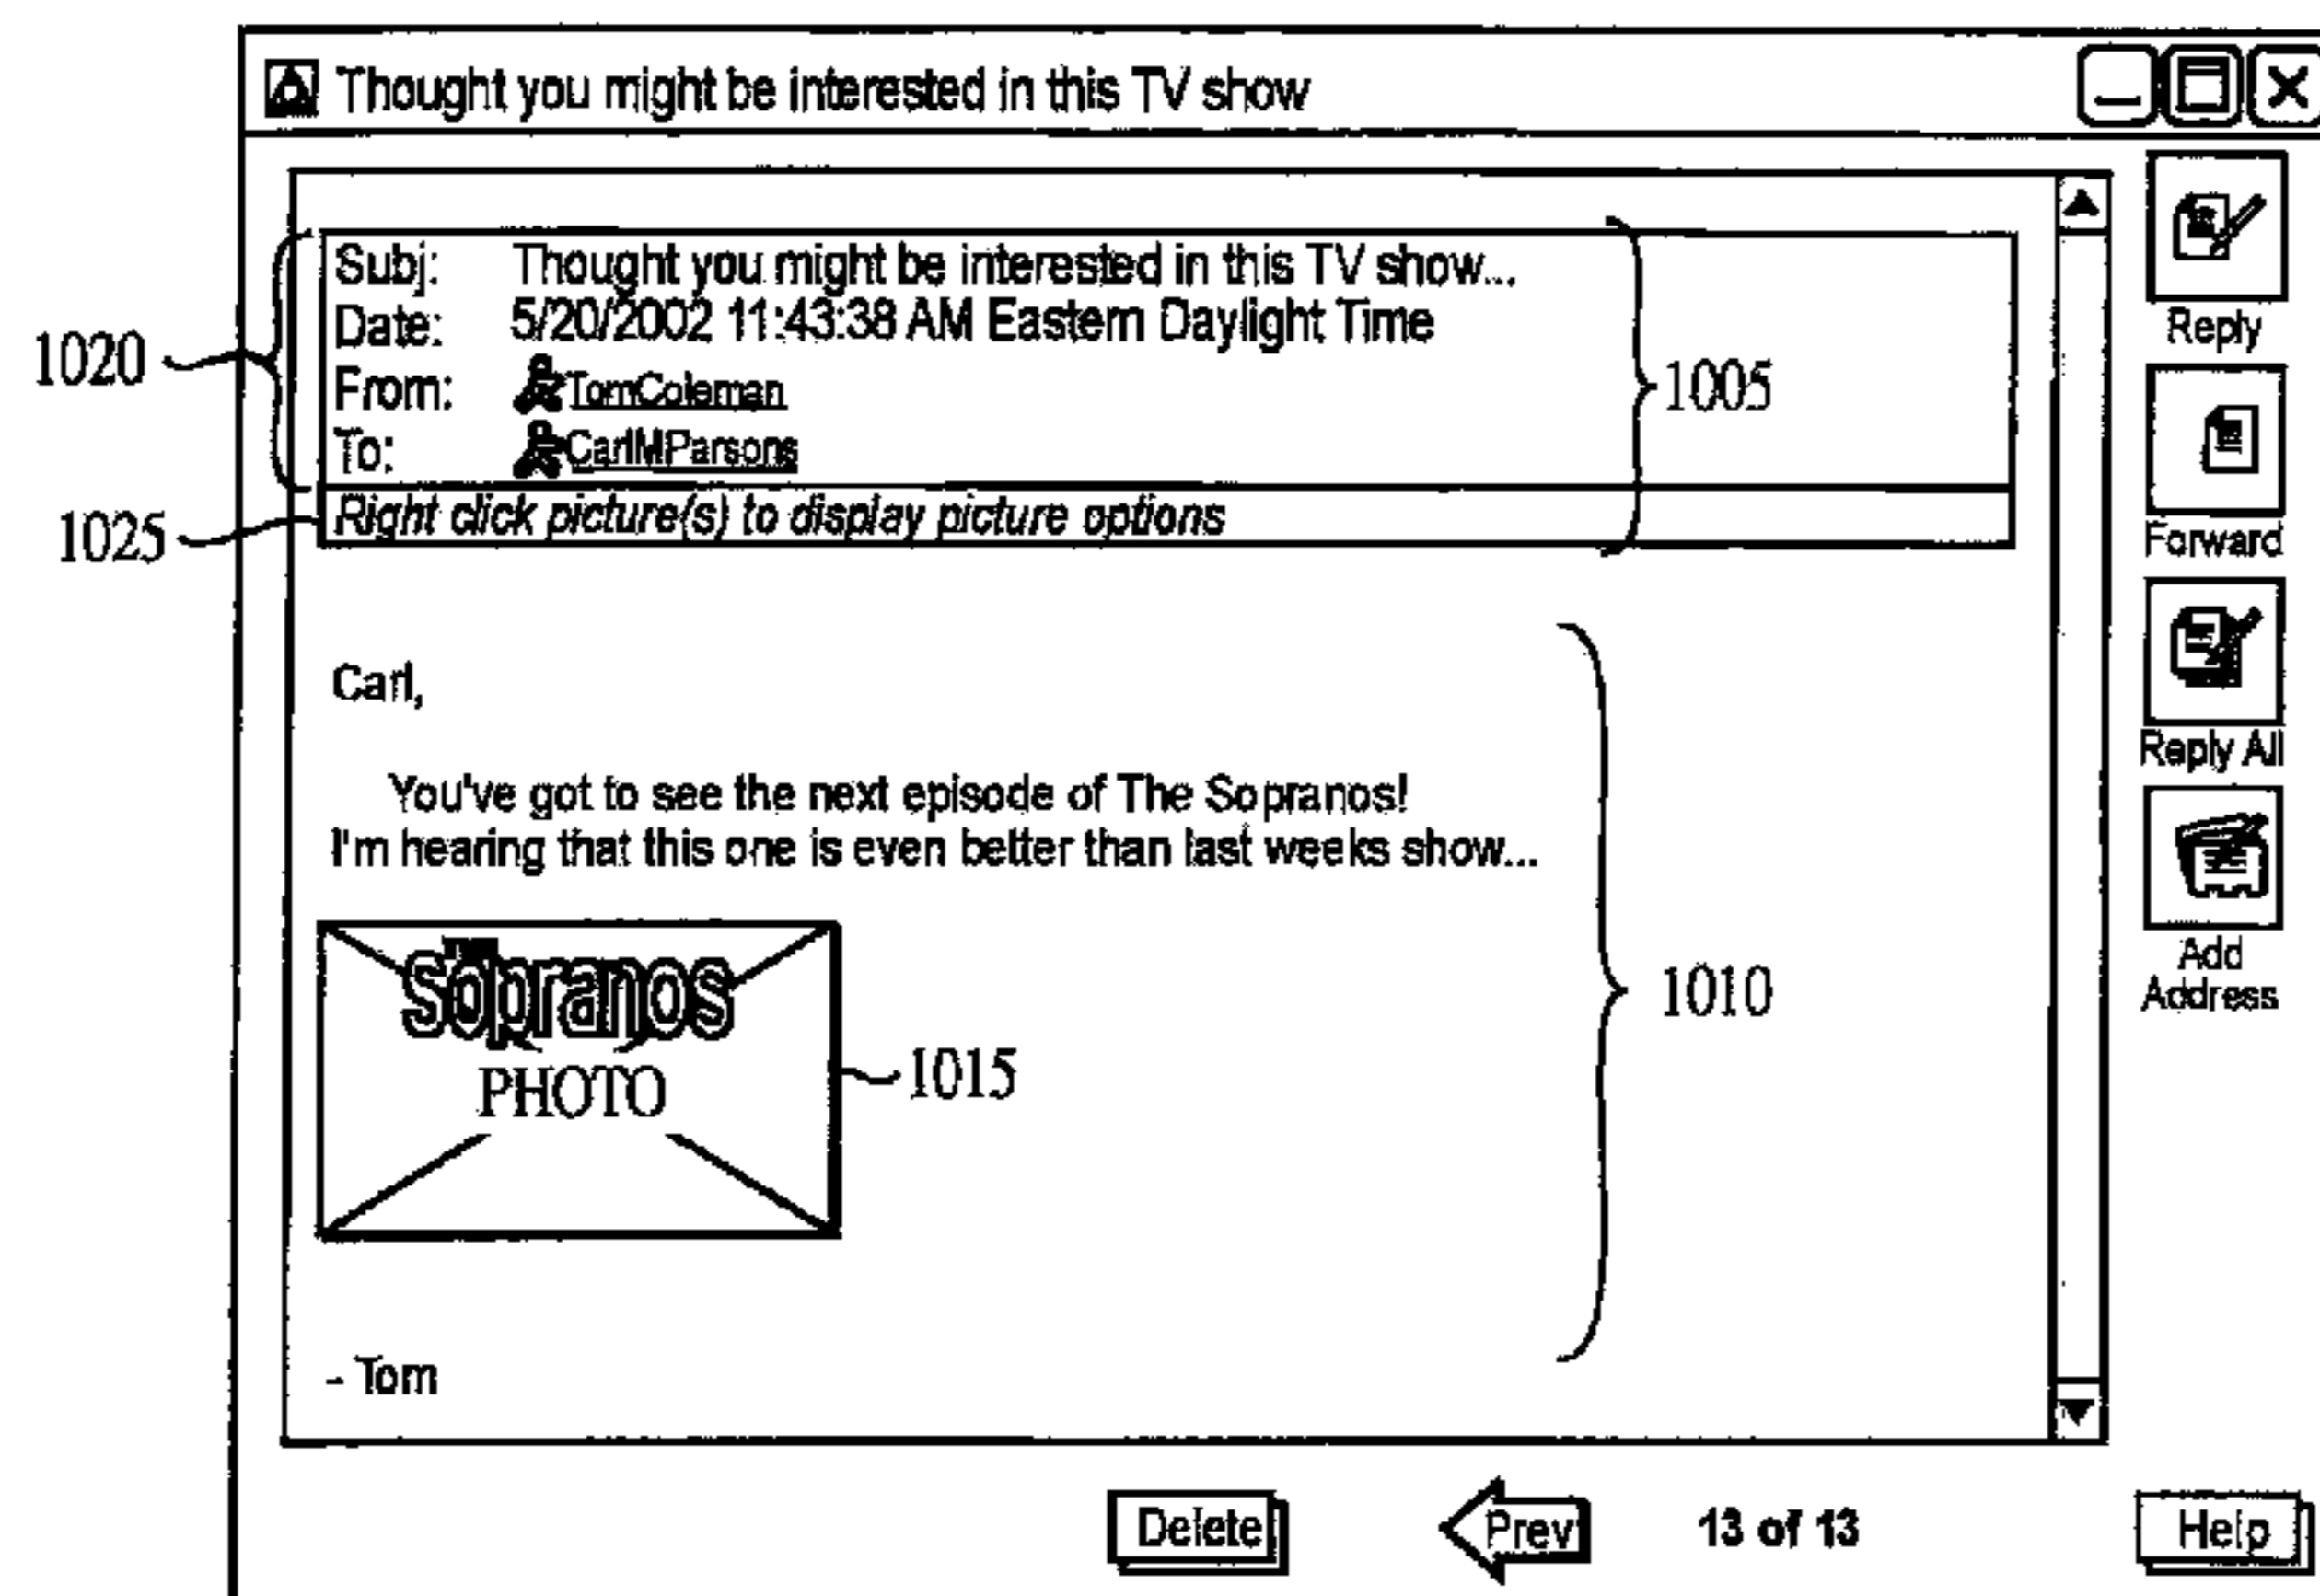 Thought you might be interested in this TV show
Subj: Thought you might be interested in this TV show...
Date: 5/20/2002 11:43:38 AM Eastern Daylight Time
From: TomColeman
To: CarlMParsons
1020
1005
Right click picture(s) to display picture options
1025
Reply
Forward
Reply All
Add
Address
Carl,
You've got to see the next episode of The Sopranos!
I'm hearing that this one is even better than last weeks show...
1010
The
Sopranos
PHOTO
1015
- Tom
Delete
Prev
13 of 13
Help